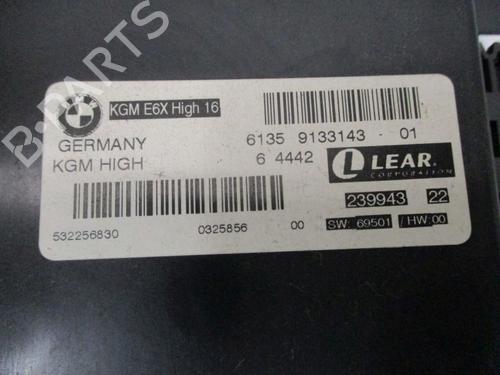 BMW
KGM E6X High 16
GERMANY
KGM HIGH
6135 9133143 - 01
6 4442
LEAR.
CORPORATION
239943 22
532256830 0325856 00
SW: 69501 / HW:00
B-PARTS